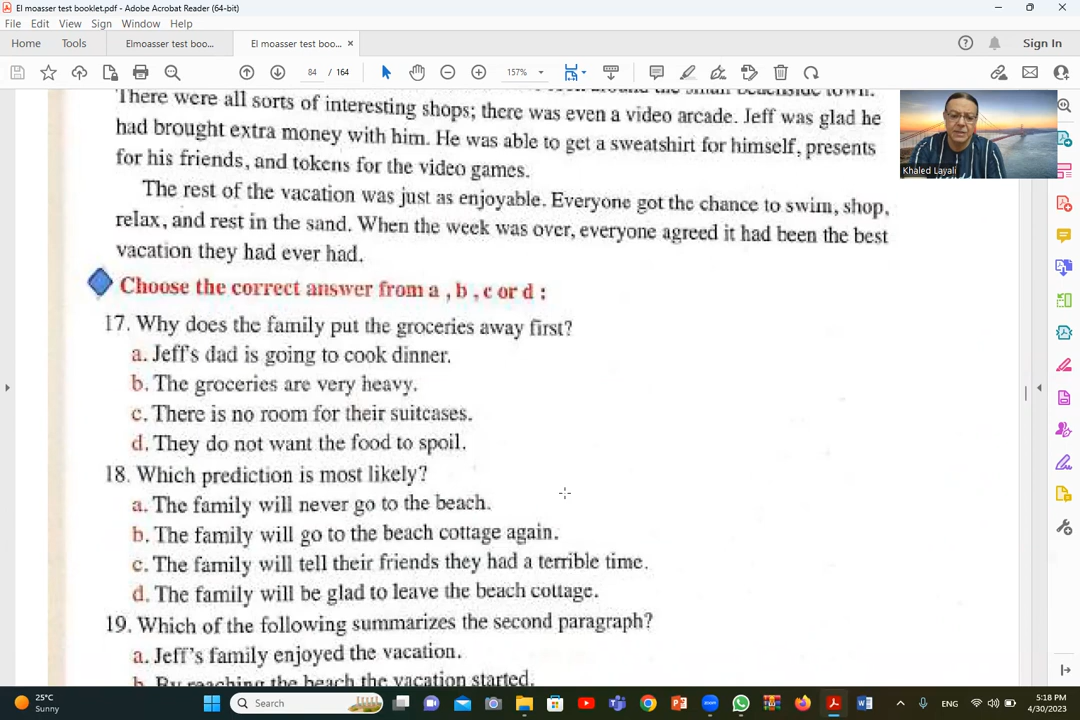 El moasser test booklet.pdf - Adobe Acrobat Reader (64-bit)
File Edit View Sign Window Help
Home Tools Elmoasser test boo... El moasser test boo... × Sign In
84 / 164 157%
There were all sorts of interesting shops; there was even a video arcade. Jeff was glad he
had brought extra money with him. He was able to get a sweatshirt for himself, presents
for his friends, and tokens for the video games.
The rest of the vacation was just as enjoyable. Everyone got the chance to swim, shop,
relax, and rest in the sand. When the week was over, everyone agreed it had been the best
vacation they had ever had.
Choose the correct answer from a , b , c or d :
17. Why does the family put the groceries away first?
a. Jeff's dad is going to cook dinner.
b. The groceries are very heavy.
c. There is no room for their suitcases.
d. They do not want the food to spoil.
18. Which prediction is most likely?
a. The family will never go to the beach.
b. The family will go to the beach cottage again.
c. The family will tell their friends they had a terrible time.
d. The family will be glad to leave the beach cottage.
19. Which of the following summarizes the second paragraph?
a. Jeff's family enjoyed the vacation.
b. By reaching the beach the vacation started.
Khaled Layali
25°C
Sunny
Search
ENG
5:18 PM
4/30/2023